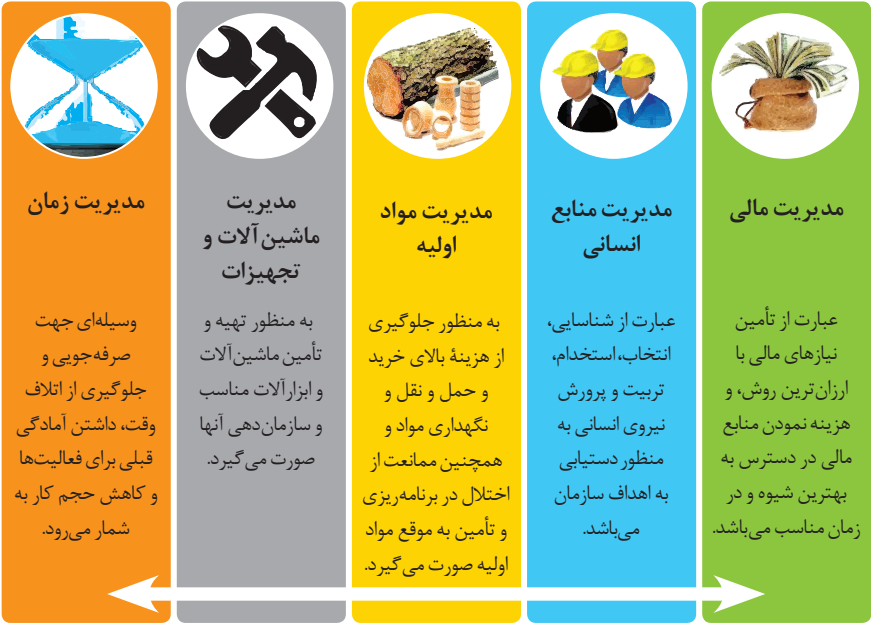 مدیریت مالی
عبارت از تأمین
نیازهای مالی با
ارزان‌ترین روش، و
هزینه نمودن منابع
مالی در دسترس به
بهترین شیوه و در
زمان مناسب می‌باشد.
مدیریت منابع
انسانی
عبارت از شناسایی،
انتخاب، استخدام،
تربیت و پرورش
نیروی انسانی به
منظور دستیابی
به اهداف سازمان
می‌باشد.
مدیریت مواد
اولیه
به منظور جلوگیری
از هزینهٔ بالای خرید
و حمل و نقل و
نگهداری مواد و
همچنین ممانعت از
اختلال در برنامه‌ریزی
و تأمین به موقع مواد
اولیه صورت می‌گیرد.
مدیریت
ماشین‌آلات و
تجهیزات
به منظور تهیه و
تأمین ماشین‌آلات
و ابزارآلات مناسب
و سازمان‌دهی آنها
صورت می‌گیرد.
مدیریت زمان
وسیله‌ای جهت
صرفه‌جویی و
جلوگیری از اتلاف
وقت، داشتن آمادگی
قبلی برای فعالیت‌ها
و کاهش حجم کار به
شمار می‌رود.